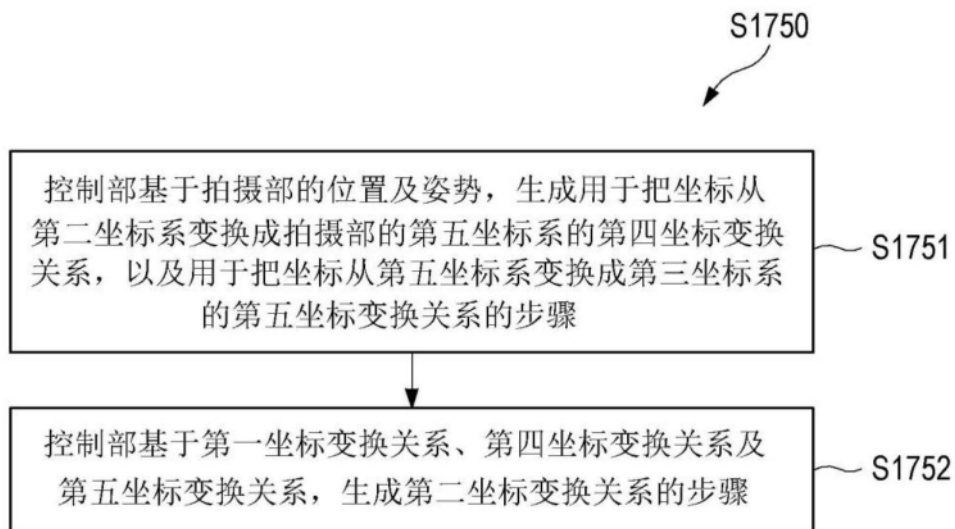 S1750
控制部基于拍摄部的位置及姿势，生成用于把坐标从
第二坐标系变换成拍摄部的第五坐标系的第四坐标变换
关系，以及用于把坐标从第五坐标系变换成第三坐标系
的第五坐标变换关系的步骤
S1751
控制部基于第一坐标变换关系、第四坐标变换关系及
第五坐标变换关系，生成第二坐标变换关系的步骤
S1752